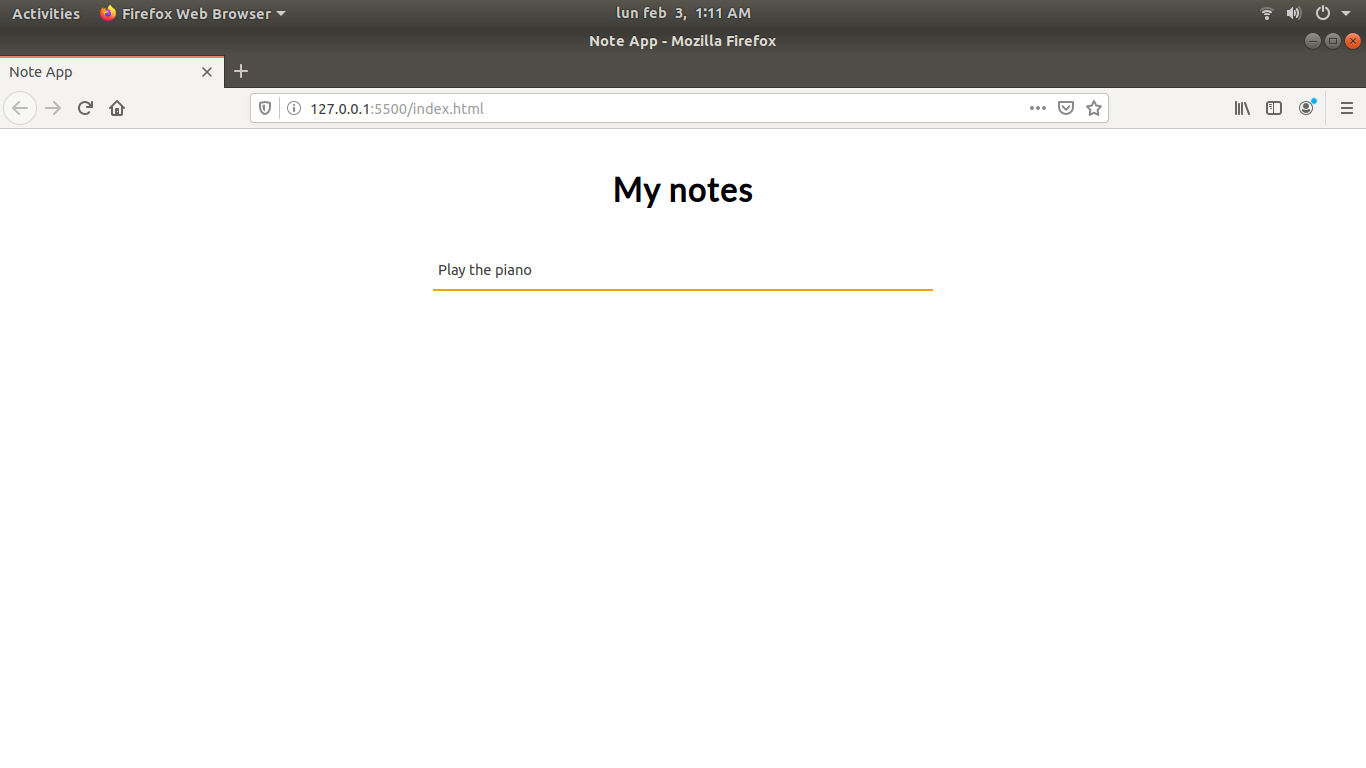 Activities Firefox Web Browser lun feb 3, 1:11 AM
Note App - Mozilla Firefox
Note App
127.0.0.1:5500/index.html
My notes
Play the piano